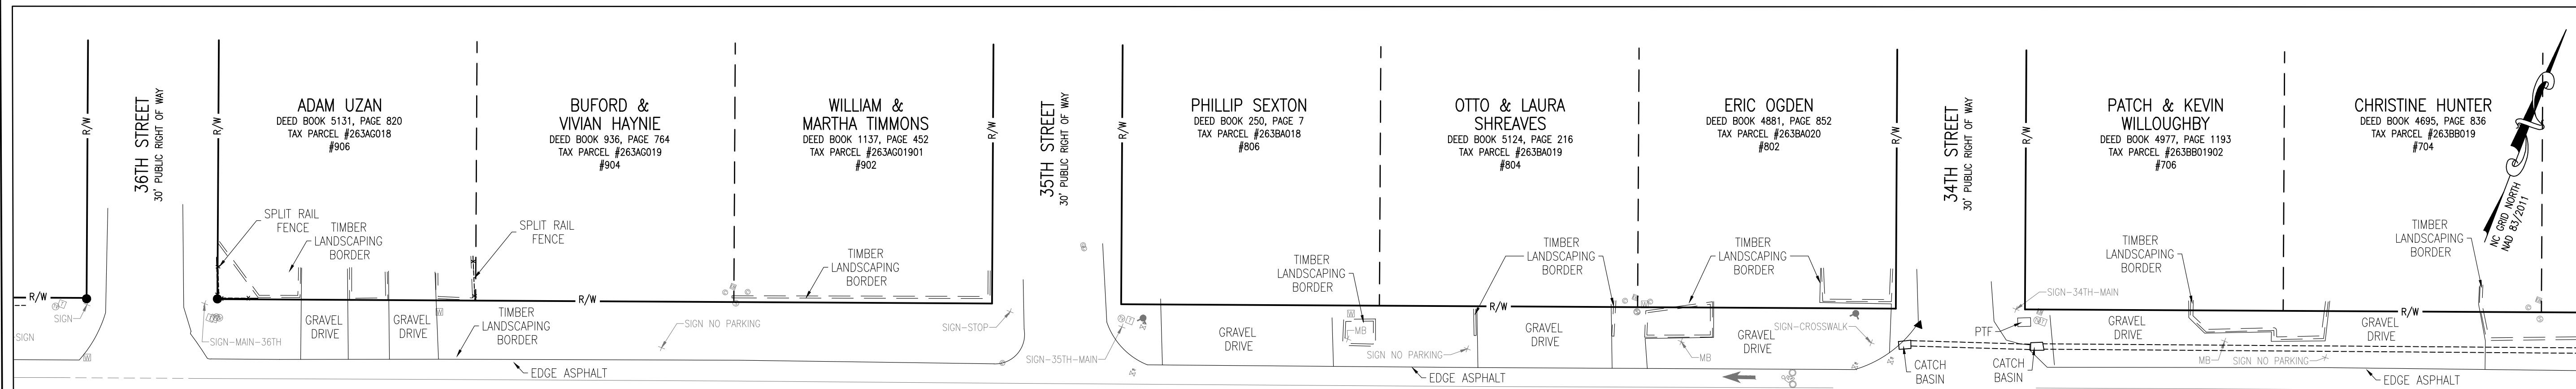 R/W
R/W
SIGN
SIGN
36TH STREET
30' PUBLIC RIGHT OF WAY
R/W
ADAM UZAN
DEED BOOK 5131, PAGE 820
TAX PARCEL #263AG018
#906
SPLIT RAIL
FENCE
TIMBER
LANDSCAPING
BORDER
SIGN-MAIN-36TH
GRAVEL
DRIVE
GRAVEL
DRIVE
TIMBER
LANDSCAPING
BORDER
EDGE ASPHALT
BUFORD &
VIVIAN HAYNIE
DEED BOOK 936, PAGE 764
TAX PARCEL #263AG019
#904
SPLIT RAIL
FENCE
R/W
SIGN NO PARKING
WILLIAM &
MARTHA TIMMONS
DEED BOOK 1137, PAGE 452
TAX PARCEL #263AG01901
#902
TIMBER
LANDSCAPING
BORDER
R/W
SIGN-STOP
35TH STREET
30' PUBLIC RIGHT OF WAY
R/W
SIGN-35TH-MAIN
PHILLIP SEXTON
DEED BOOK 250, PAGE 7
TAX PARCEL #263BA018
#806
GRAVEL
DRIVE
TIMBER
LANDSCAPING
BORDER
MB
SIGN NO PARKING
EDGE ASPHALT
OTTO & LAURA
SHREAVES
DEED BOOK 5124, PAGE 216
TAX PARCEL #263BA019
#804
TIMBER
LANDSCAPING
BORDER
R/W
GRAVEL
DRIVE
ERIC OGDEN
DEED BOOK 4881, PAGE 852
TAX PARCEL #263BA020
#802
TIMBER
LANDSCAPING
BORDER
MB
GRAVEL
DRIVE
SIGN-CROSSWALK
R/W
34TH STREET
30' PUBLIC RIGHT OF WAY
CATCH
BASIN
PTF
CATCH
BASIN
SIGN-34TH-MAIN
R/W
PATCH & KEVIN
WILLOUGHBY
DEED BOOK 4977, PAGE 1193
TAX PARCEL #263BB01902
#706
TIMBER
LANDSCAPING
BORDER
GRAVEL
DRIVE
MB
SIGN NO PARKING
CHRISTINE HUNTER
DEED BOOK 4695, PAGE 836
TAX PARCEL #263BB019
#704
TIMBER
LANDSCAPING
BORDER
GRAVEL
DRIVE
R/W
EDGE ASPHALT
NC GRID NORTH
NAD 83/2011